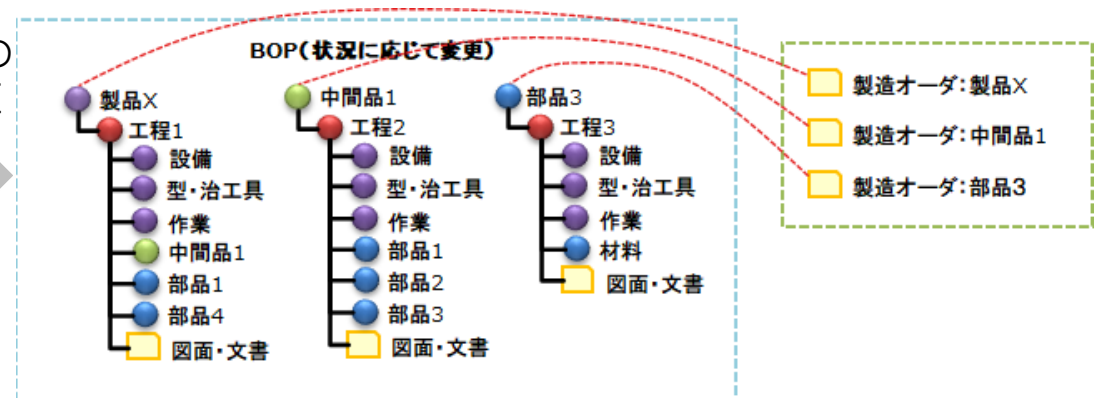 BOP(状況に応じて変更)
製品X
工程1
設備
型・治工具
作業
中間品1
部品1
部品4
図面・文書
中間品1
工程2
設備
型・治工具
作業
部品1
部品2
部品3
図面・文書
部品3
工程3
設備
型・治工具
作業
材料
図面・文書
製造オーダ:製品X
製造オーダ:中間品1
製造オーダ:部品3